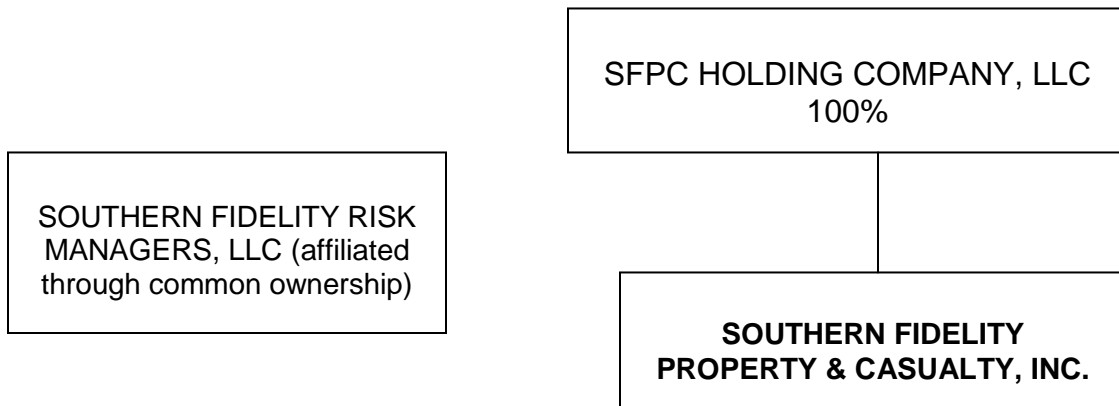 SFPC HOLDING COMPANY, LLC
100%
SOUTHERN FIDELITY RISK
MANAGERS, LLC (affiliated
through common ownership)
SOUTHERN FIDELITY
PROPERTY & CASUALTY, INC.